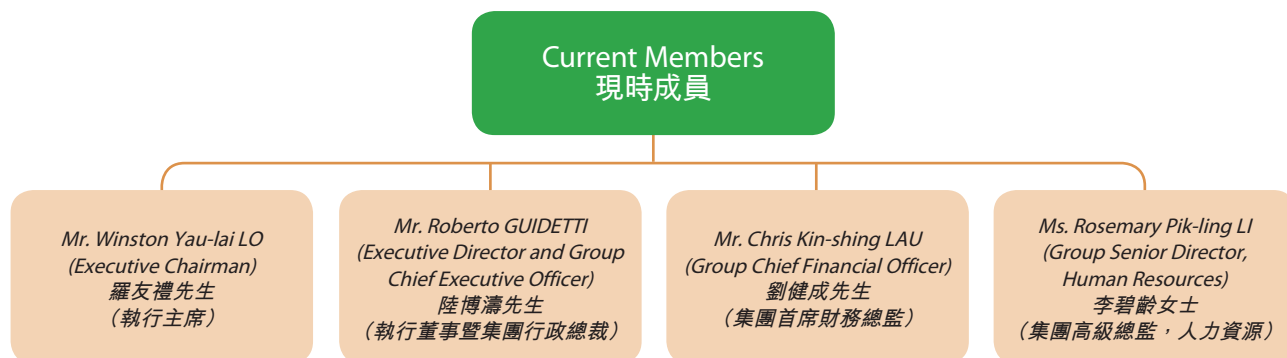 Current Members
現時成員
Mr. Winston Yau-lai LO
(Executive Chairman)
羅友禮先生
（執行主席）
Mr. Roberto GUIDETTI
(Executive Director and Group
Chief Executive Officer)
陸博濤先生
（執行董事暨集團行政總裁）
Mr. Chris Kin-shing LAU
(Group Chief Financial Officer)
劉健成先生
（集團首席財務總監）
Ms. Rosemary Pik-ling LI
(Group Senior Director,
Human Resources)
李碧齡女士
（集團高級總監，人力資源）